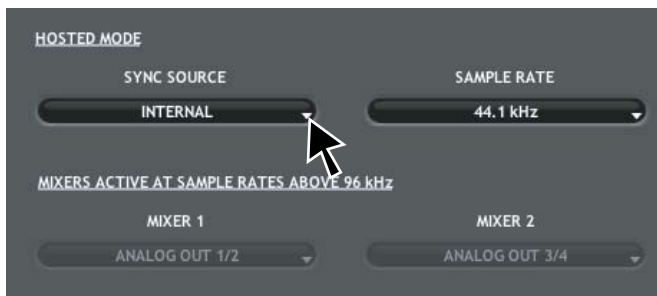 HOSTED MODE
SYNC SOURCE SAMPLE RATE
INTERNAL 44.1 kHz
MIXERS ACTIVE AT SAMPLE RATES ABOVE 96 kHz
MIXER 1 MIXER 2
ANALOG OUT 1/2 ANALOG OUT 3/4